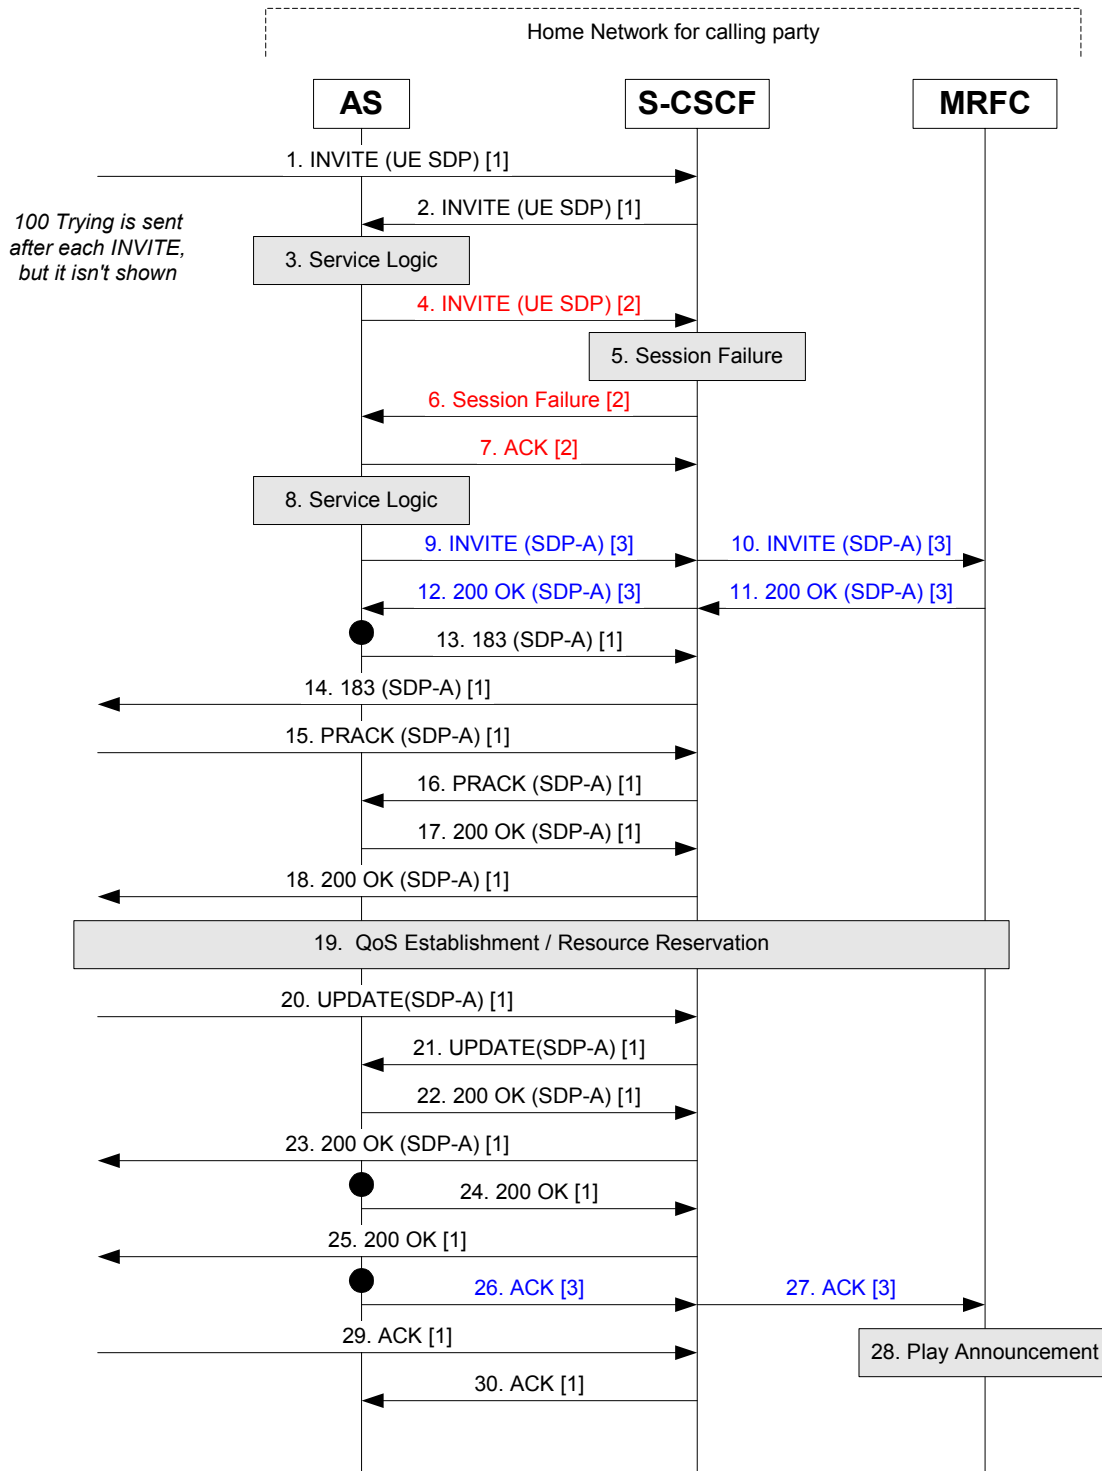 Home Network for calling party
AS
S-CSCF
MRFC
1. INVITE (UE SDP) [1]
2. INVITE (UE SDP) [1]
100 Trying is sent
after each INVITE,
but it isn't shown
3. Service Logic
4. INVITE (UE SDP) [2]
5. Session Failure
6. Session Failure [2]
7. ACK [2]
8. Service Logic
9. INVITE (SDP-A) [3]
10. INVITE (SDP-A) [3]
12. 200 OK (SDP-A) [3]
11. 200 OK (SDP-A) [3]
13. 183 (SDP-A) [1]
14. 183 (SDP-A) [1]
15. PRACK (SDP-A) [1]
16. PRACK (SDP-A) [1]
17. 200 OK (SDP-A) [1]
18. 200 OK (SDP-A) [1]
19. QoS Establishment / Resource Reservation
20. UPDATE(SDP-A) [1]
21. UPDATE(SDP-A) [1]
22. 200 OK (SDP-A) [1]
23. 200 OK (SDP-A) [1]
24. 200 OK [1]
25. 200 OK [1]
26. ACK [3]
27. ACK [3]
29. ACK [1]
28. Play Announcement
30. ACK [1]